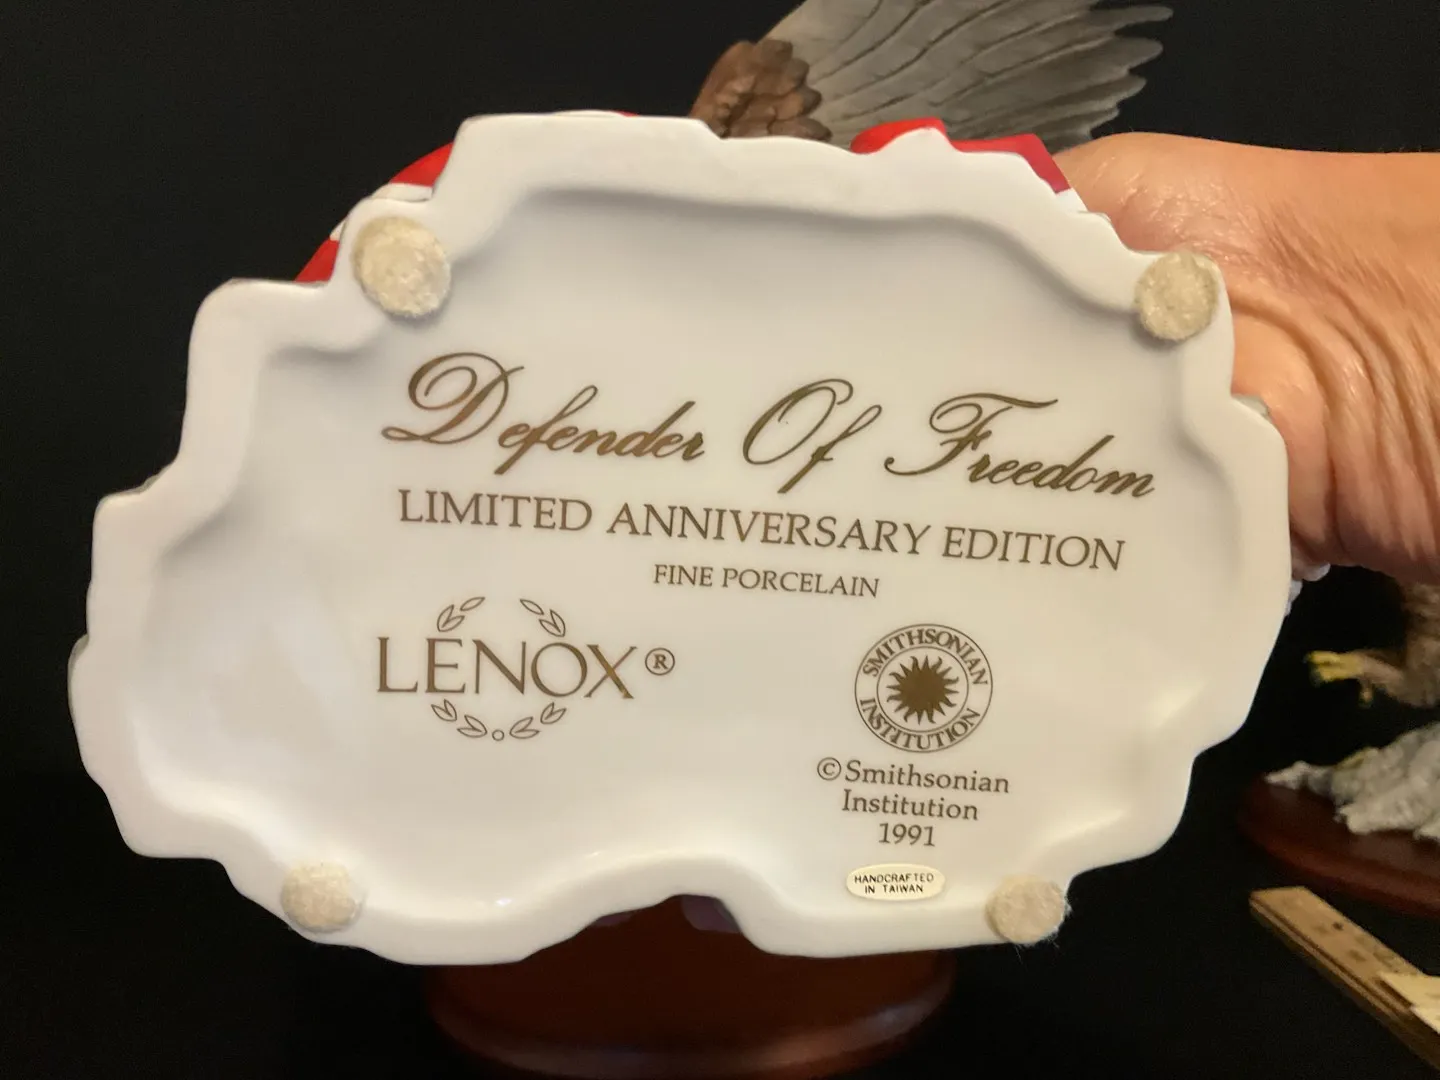 Defender Of Freedom
LIMITED ANNIVERSARY EDITION
FINE PORCELAIN
LENOX®
SMITHSONIAN
INSTITUTION
©Smithsonian
Institution
1991
HANDCRAFTED
IN TAIWAN